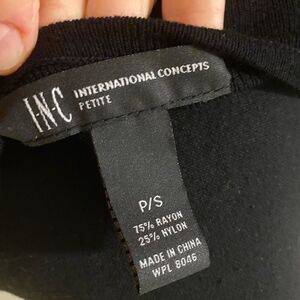 I·N·C INTERNATIONAL CONCEPTS
PETITE
P/S
75% RAYON
25% NYLON
MADE IN CHINA
WPL 8046